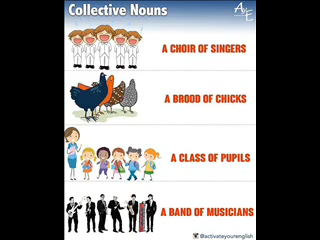 Collective Nouns
A CHOIR OF SINGERS
A BROOD OF CHICKS
A CLASS OF PUPILS
A BAND OF MUSICIANS
@activateyourenglish